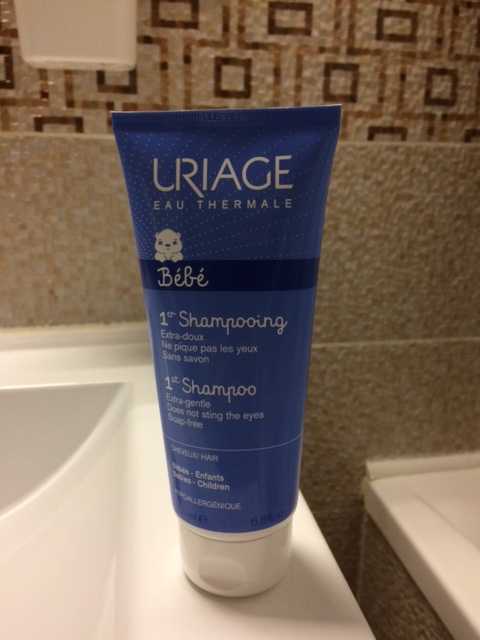 URIAGE
EAU THERMALE
Bébé
1er Shampooing
Extra-doux
Ne pique pas les yeux
Sans savon
1st Shampoo
Extra-gentle
Does not sting the eyes
Soap-free
CHEVEUX/ HAIR
Bébés - Enfants
Babies - Children
HYPOALLERGÉNIQUE